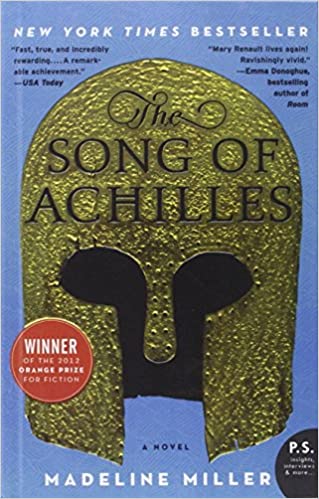 NEW YORK TIMES BESTSELLER
"Fast, true, and incredibly
rewarding.... A remark-
able achievement."
—USA Today
"Mary Renault lives again!
Ravishingly vivid."
—Emma Donoghue,
bestselling
author of
Room
The
SONG OF
ACHILLES
WINNER
OF THE 2012
ORANGE PRIZE
FOR FICTION
A NOVEL
P.S.
insights,
interviews
& more...
MADELINE MILLER